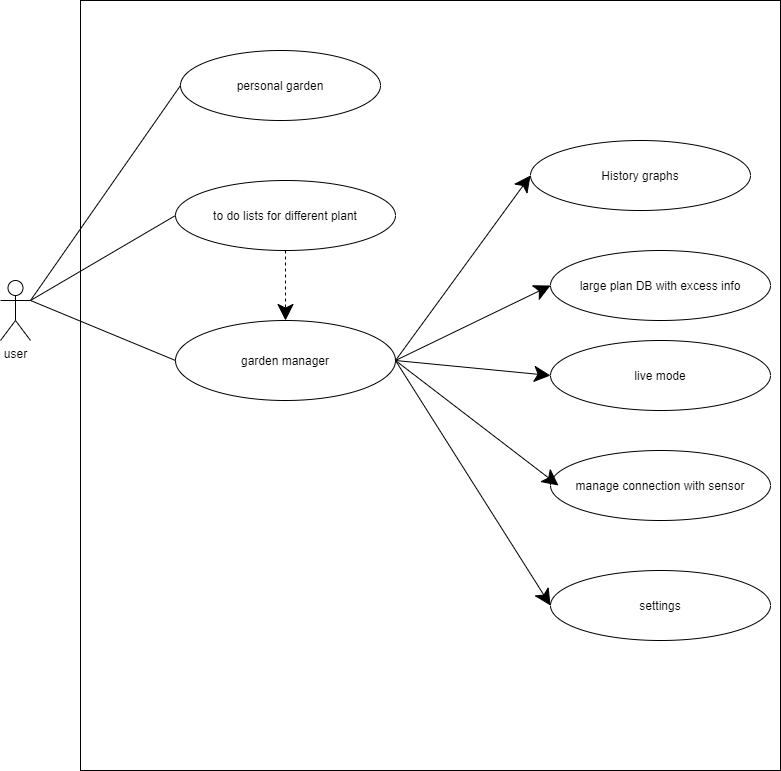 personal garden
History graphs
to do lists for different plant
large plan DB with excess info
user
garden manager
live mode
manage connection with sensor
settings